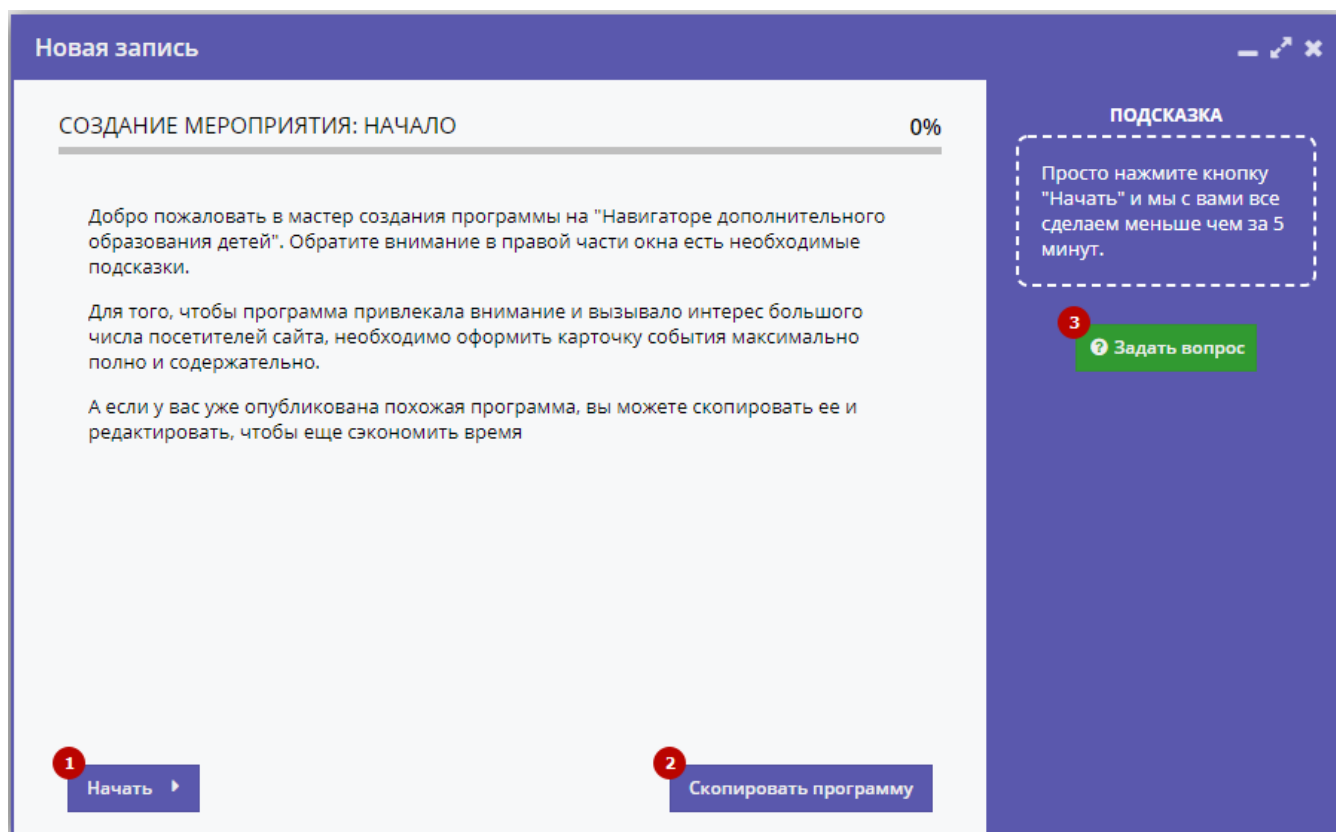 Новая запись
СОЗДАНИЕ МЕРОПРИЯТИЯ: НАЧАЛО
0%
Добро пожаловать в мастер создания программы на "Навигаторе дополнительного
образования детей". Обратите внимание в правой части окна есть необходимые
подсказки.
Для того, чтобы программа привлекала внимание и вызывало интерес большого
числа посетителей сайта, необходимо оформить карточку события максимально
полно и содержательно.
А если у вас уже опубликована похожая программа, вы можете скопировать ее и
редактировать, чтобы еще сэкономить время
1
Начать
2
Скопировать программу
ПОДСКАЗКА
Просто нажмите кнопку
"Начать" и мы с вами все
сделаем меньше чем за 5
минут.
3
Задать вопрос